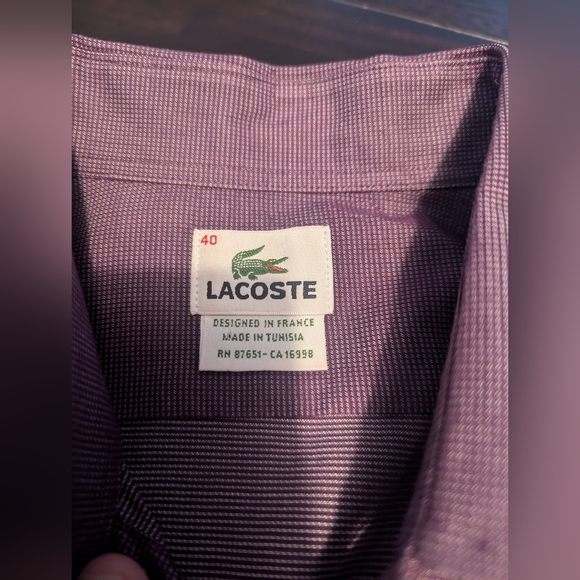 40
LACOSTE
DESIGNED IN FRANCE
MADE IN TUNISIA
RN 87651 - CA 16998